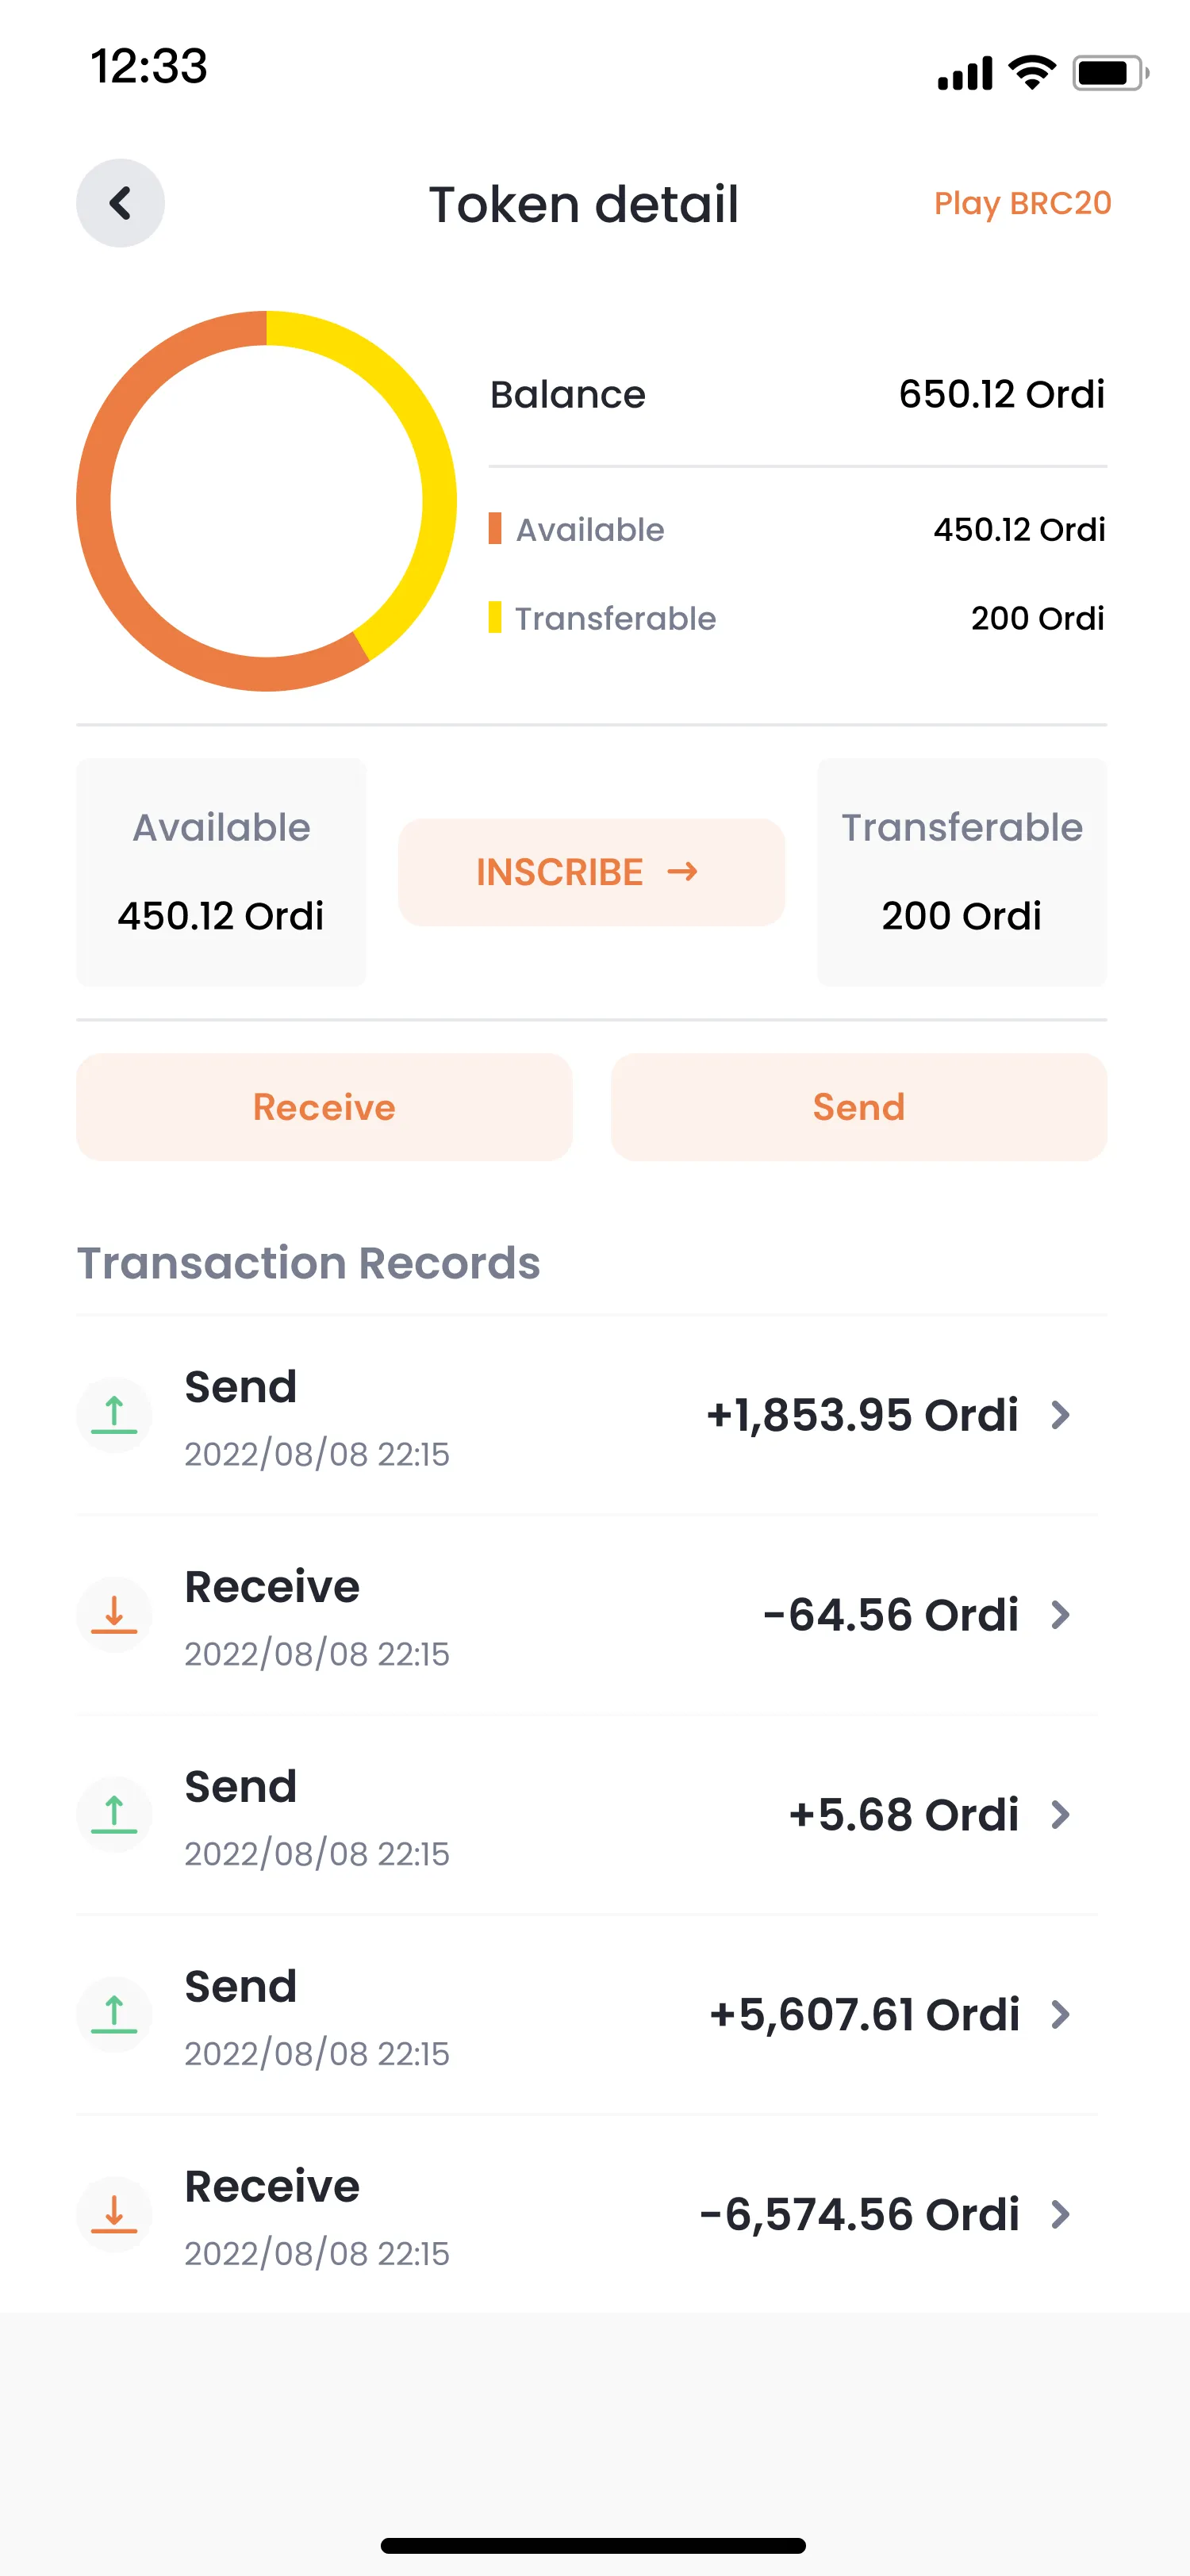 12:33
Token detail
Play BRC20
Balance 650.12 Ordi
Available 450.12 Ordi
Transferable 200 Ordi
Available
450.12 Ordi
INSCRIBE →
Transferable
200 Ordi
Receive
Send
Transaction Records
Send
2022/08/08 22:15
+1,853.95 Ordi
Receive
2022/08/08 22:15
-64.56 Ordi
Send
2022/08/08 22:15
+5.68 Ordi
Send
2022/08/08 22:15
+5,607.61 Ordi
Receive
2022/08/08 22:15
-6,574.56 Ordi